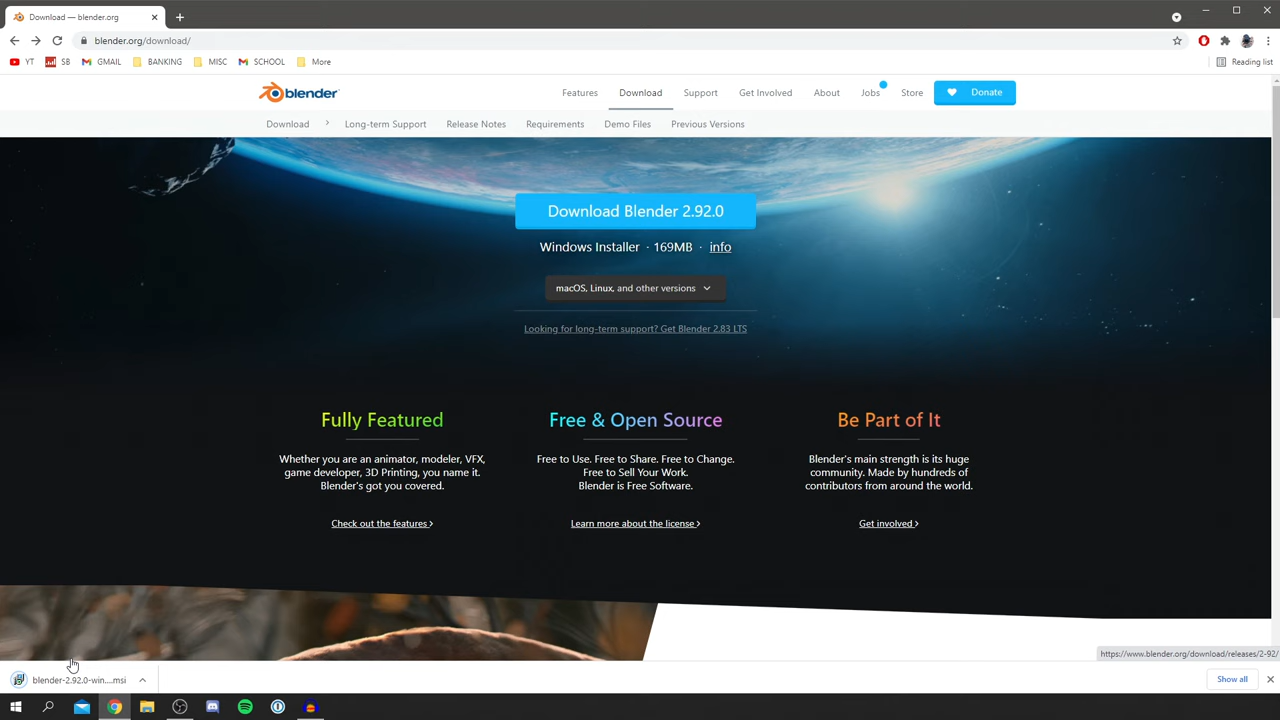 Download — blender.org
blender.org/download/
YT
SB
GMAIL
BANKING
MISC
SCHOOL
More
Reading list
blender
Features
Download
Support
Get Involved
About
Jobs
Store
Donate
Download
Long-term Support
Release Notes
Requirements
Demo Files
Previous Versions
Download Blender 2.92.0
Windows Installer · 169MB · info
macOS, Linux, and other versions
Looking for long-term support? Get Blender 2.83 LTS
Fully Featured
Whether you are an animator, modeler, VFX,
game developer, 3D Printing, you name it.
Blender's got you covered.
Check out the features
Free & Open Source
Free to Use. Free to Share. Free to Change.
Free to Sell Your Work.
Blender is Free Software.
Learn more about the license
Be Part of It
Blender's main strength is its huge
community. Made by hundreds of
contributors from around the world.
Get involved
https://www.blender.org/download/releases/2-92/
blender-2.92.0-win....msi
Show all